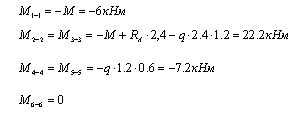 M₁₋₁ = −M = −6кНм
M₂₋₂ = M₃₋₃ = −M + R_A · 2,4 − q · 2.4 · 1.2 = 22.2кНм
M₄₋₄ = M₅₋₅ = −q · 1.2 · 0.6 = −7.2кНм
M₆₋₆ = 0